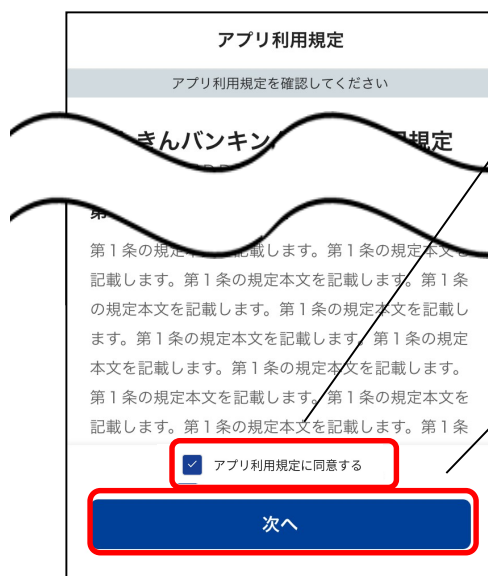 アプリ利用規定
アプリ利用規定を確認してください
きんバンキン 規定
第
第1条の規定 記載します。第1条の規定本文を
記載します。第1条の規定本文を記載します。第1条
の規定本文を記載します。第1条の規定本文を記載し
ます。第1条の規定本文を記載します。第1条の規定
本文を記載します。第1条の規定本文を記載します。
第1条の規定本文を記載します。第1条の規定本文を
記載します。第1条の規定本文を記載します。第1条
アプリ利用規定に同意する
次へ